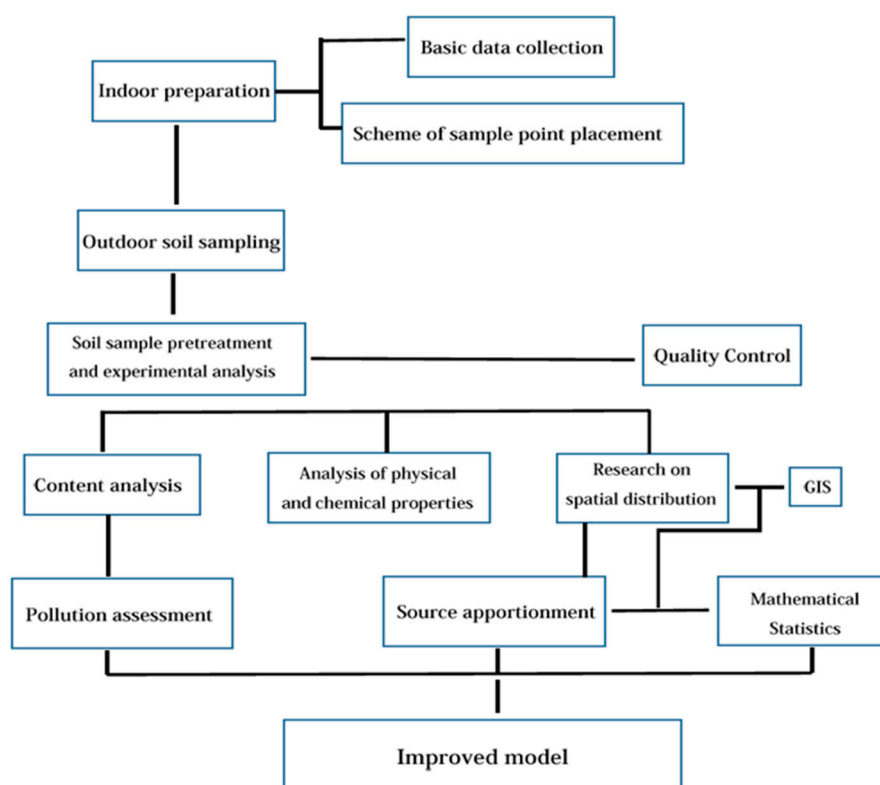 Basic data collection
Indoor preparation
Scheme of sample point placement
Outdoor soil sampling
Soil sample pretreatment
and experimental analysis
Quality Control
Content analysis
Analysis of physical
and chemical properties
Research on
spatial distribution
GIS
Pollution assessment
Source apportionment
Mathematical
Statistics
Improved model